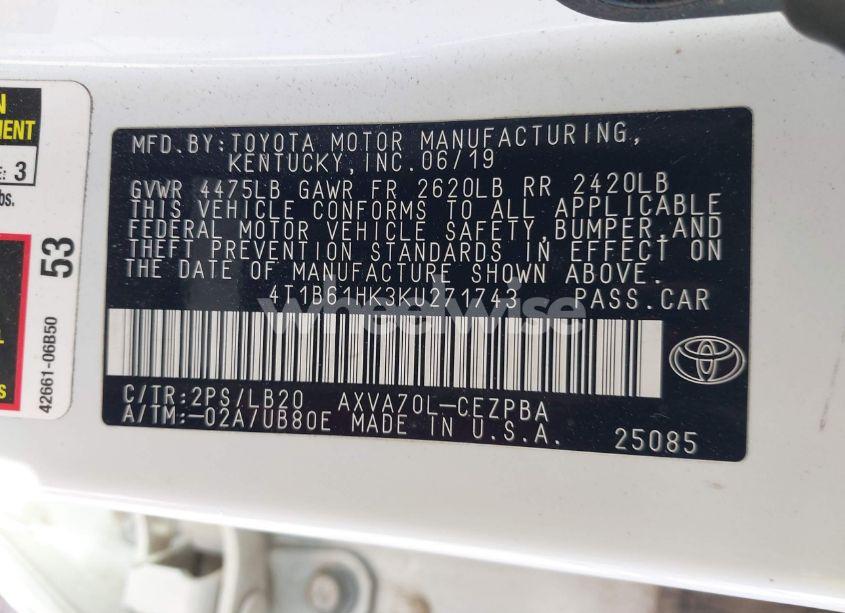 N
MENT
E: 3
bs.
53
42661-06B50
S
MFD. BY: TOYOTA MOTOR MANUFACTURING,
KENTUCKY, INC. 06/19
GVWR 4475LB GAWR FR 2620LB RR 2420LB
THIS VEHICLE CONFORMS TO ALL APPLICABLE
FEDERAL MOTOR VEHICLE SAFETY, BUMPER, AND
THEFT PREVENTION STANDARDS IN EFFECT ON
THE DATE OF MANUFACTURE SHOWN ABOVE.
4T1B61HK3KU271743 PASS. CAR
wheelwise
C/TR: 2PS/LB20 AXVA70L-CEZPBA
A/TM: -02A/UB80E MADE IN U.S.A. 25085